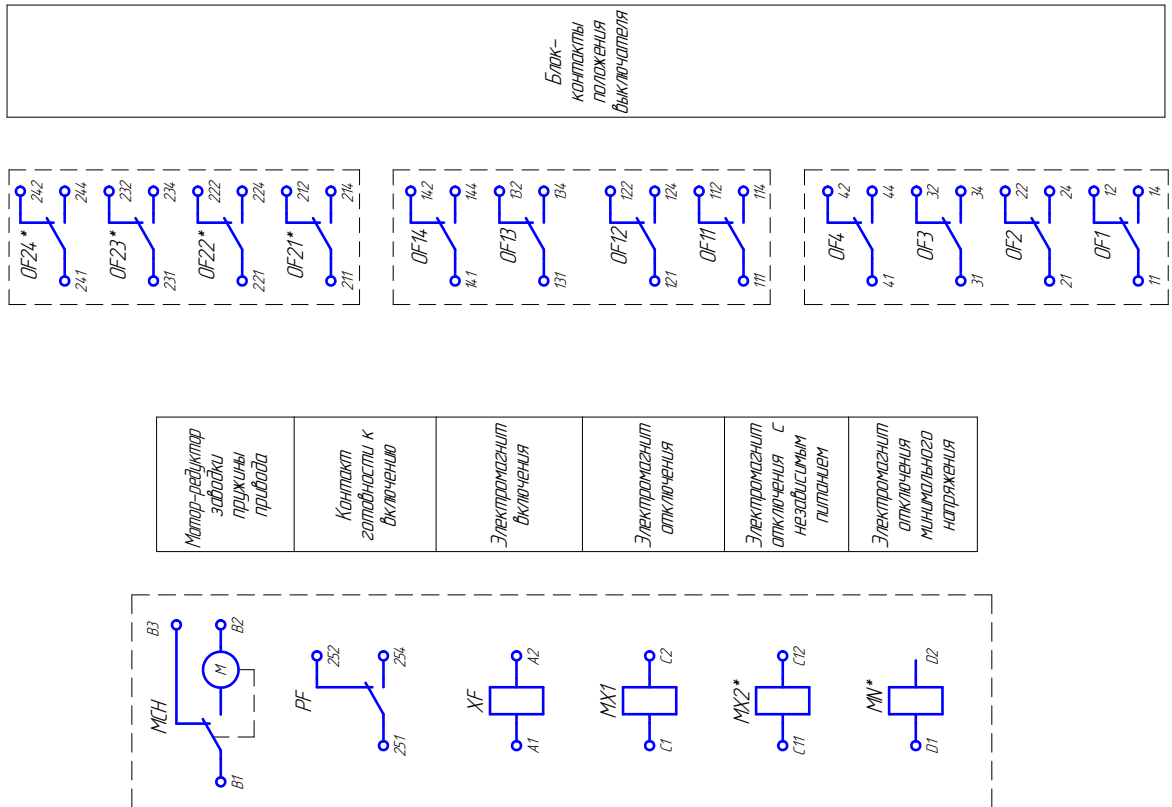 Блок-
контакты
положения
выключателя
242
244
OF24*
241
232
234
OF23*
231
222
224
OF22*
221
212
214
OF21*
211
142
144
OF14
141
132
134
OF13
131
122
124
OF12
121
112
114
OF11
111
42
44
OF4
41
32
34
OF3
31
22
24
OF2
21
12
14
OF1
11
Мотор-редуктор
заводки
пружины
привода
Контакт
готовности к
включению
Электромагнит
включения
Электромагнит
отключения
Электромагнит
отключения с
независимым
питанием
Электромагнит
отключения
минимального
напряжения
B3
B2
MCH
M
B1
252
254
PF
251
A2
XF
A1
C2
MX1
C1
C12
MX2*
C11
D2
MN*
D1